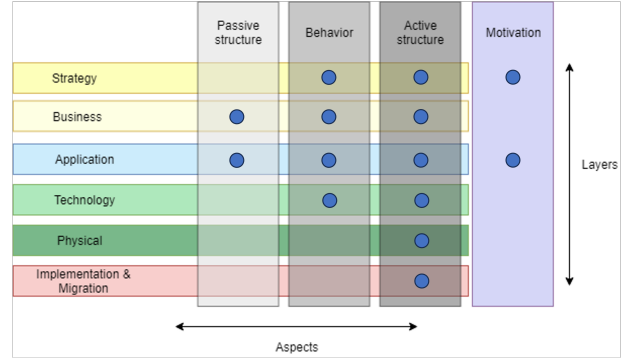 Passive
structure
Behavior
Active
structure
Motivation
Strategy
Business
Application
Technology
Physical
Implementation &
Migration
Layers
Aspects